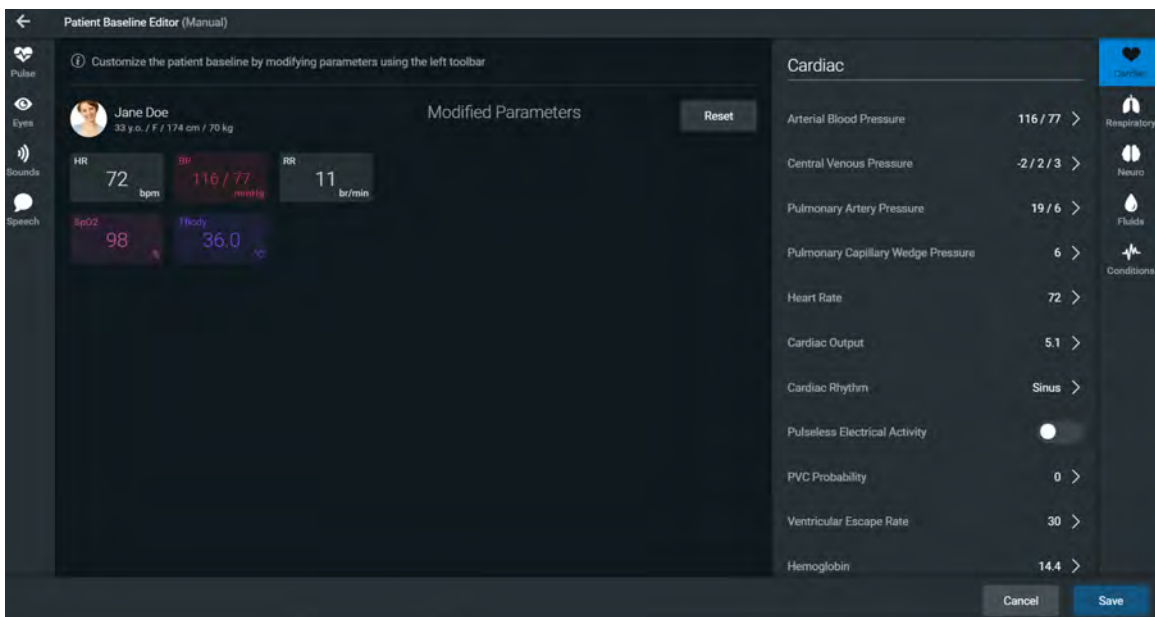 Patient Baseline Editor (Manual)
Pulse
Eyes
Sounds
Speech
Customize the patient baseline by modifying parameters using the left toolbar
Jane Doe
33 y.o. / F / 174 cm / 70 kg
Modified Parameters
Reset
HR
72
bpm
BP
116 / 77
mmHg
RR
11
br/min
SpO2
98
%
TBody
36.0
°C
Cardiac
Arterial Blood Pressure 116 / 77
Central Venous Pressure -2 / 2 / 3
Pulmonary Artery Pressure 19 / 6
Pulmonary Capillary Wedge Pressure 6
Heart Rate 72
Cardiac Output 5.1
Cardiac Rhythm Sinus
Pulseless Electrical Activity
PVC Probability 0
Ventricular Escape Rate 30
Hemoglobin 14.4
Cardiac
Respiratory
Neuro
Fluids
Conditions
Cancel
Save